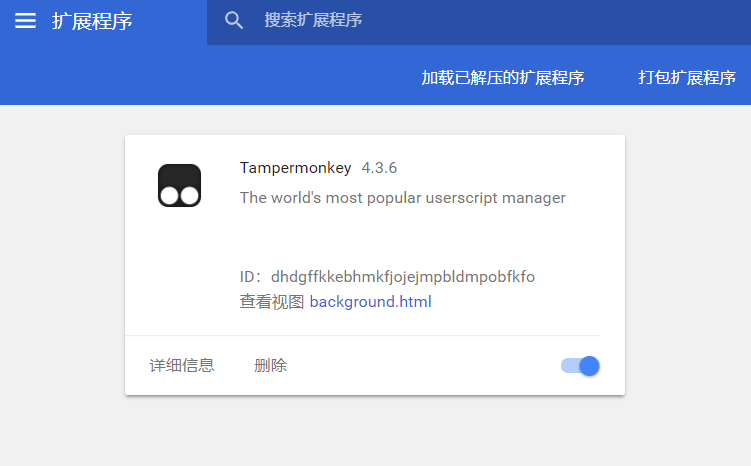 扩展程序
搜索扩展程序
加载已解压的扩展程序 打包扩展程序
Tampermonkey 4.3.6
The world's most popular userscript manager
ID：dhdgffkkebhmkfjojejmpbldmpobfkfo
查看视图 background.html
详细信息 删除